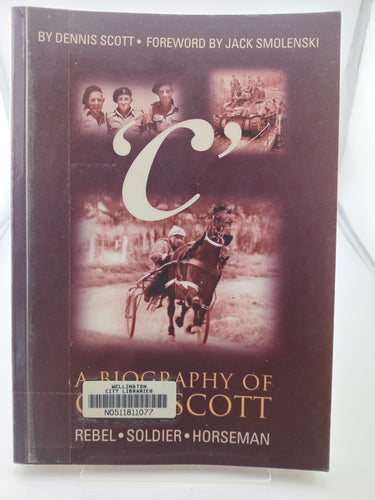 BY DENNIS SCOTT • FOREWORD BY JACK SMOLENSKI
'C'
A BIOGRAPHY OF
SCOTT
WELLINGTON
CITY LIBRARIES
N0511811077
REBEL • SOLDIER • HORSEMAN